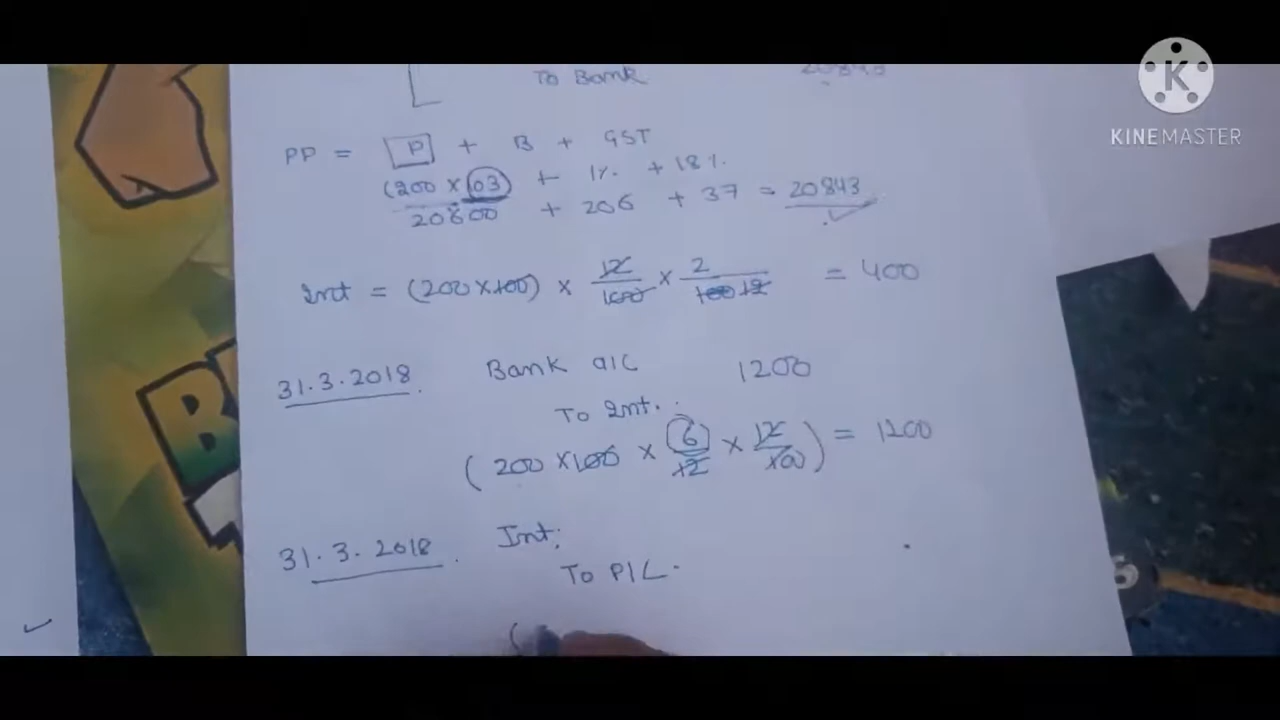 To Bank
PP = P + B + GST
(200 × 03 + 1%. + 18%.
20600 + 206 + 37 = 20843
Int = (200×100) × 12/100 × 2/12 = 400
31.3.2018. Bank a/c 1200
To Int..
(200 × 100 × 6/12 × 12/100) = 1200
31.3.2018. Int;
To P/L.
(
K
KINEMASTER